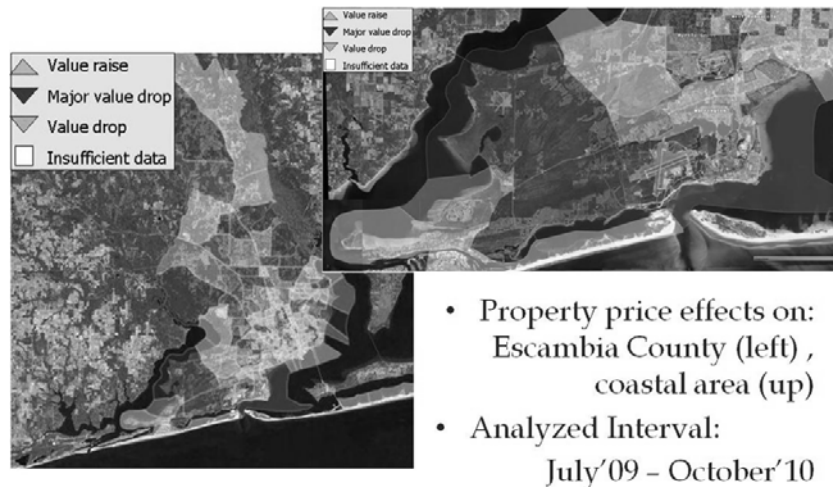 Value raise
Major value drop
Value drop
Insufficient data
Value raise
Major value drop
Value drop
Insufficient data
• Property price effects on:
Escambia County (left) ,
coastal area (up)
• Analyzed Interval:
July'09 – October'10